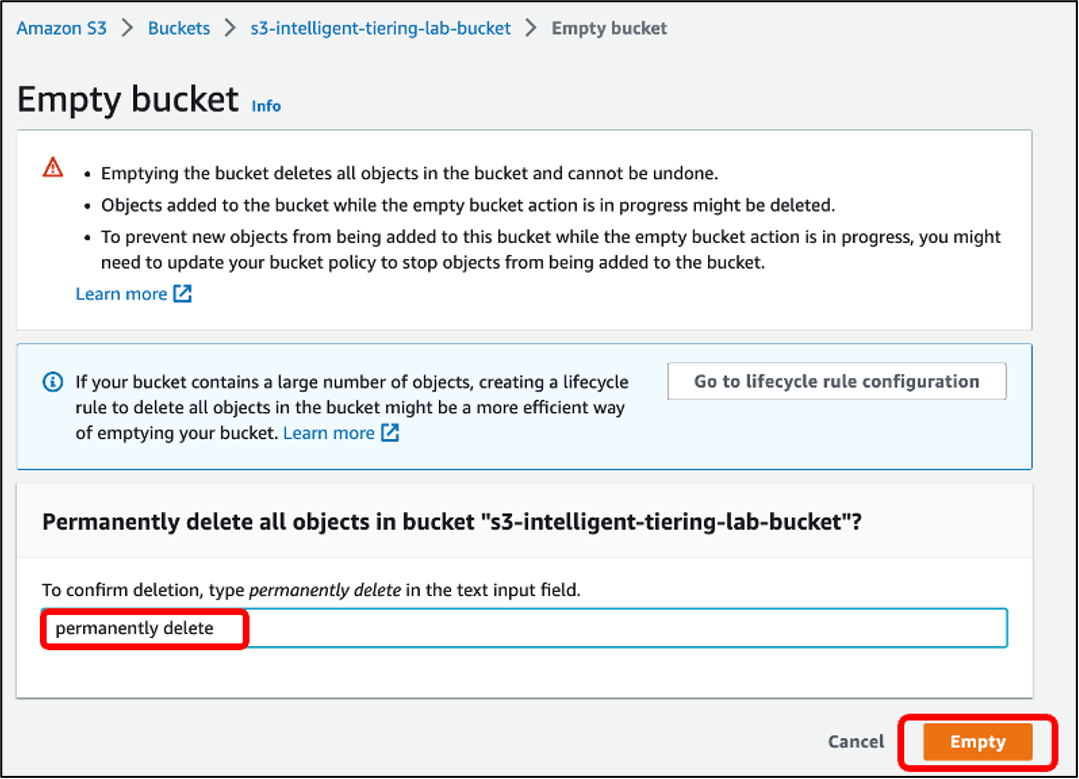 Amazon S3 > Buckets > s3-intelligent-tiering-lab-bucket > Empty bucket
Empty bucket Info
• Emptying the bucket deletes all objects in the bucket and cannot be undone.
• Objects added to the bucket while the empty bucket action is in progress might be deleted.
• To prevent new objects from being added to this bucket while the empty bucket action is in progress, you might
need to update your bucket policy to stop objects from being added to the bucket.
Learn more
If your bucket contains a large number of objects, creating a lifecycle
rule to delete all objects in the bucket might be a more efficient way
of emptying your bucket. Learn more
Go to lifecycle rule configuration
Permanently delete all objects in bucket "s3-intelligent-tiering-lab-bucket"?
To confirm deletion, type permanently delete in the text input field.
permanently delete
Cancel
Empty